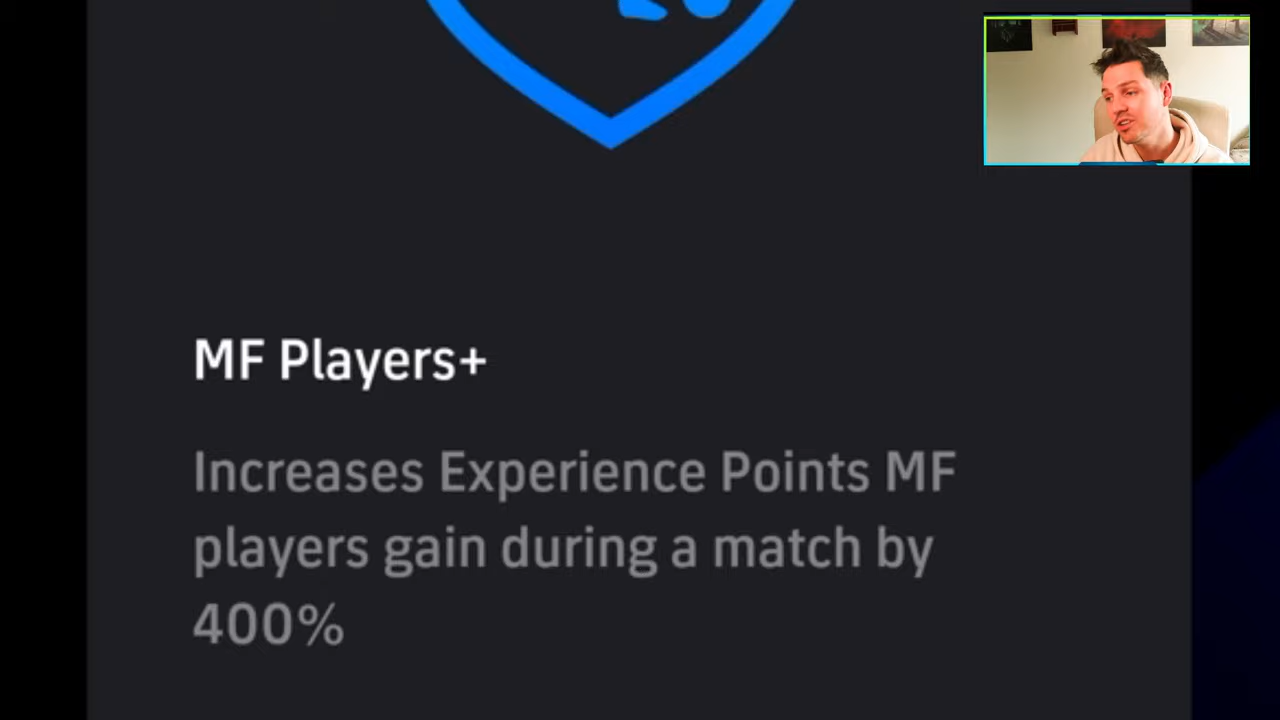 MF Players+
Increases Experience Points MF
players gain during a match by
400%